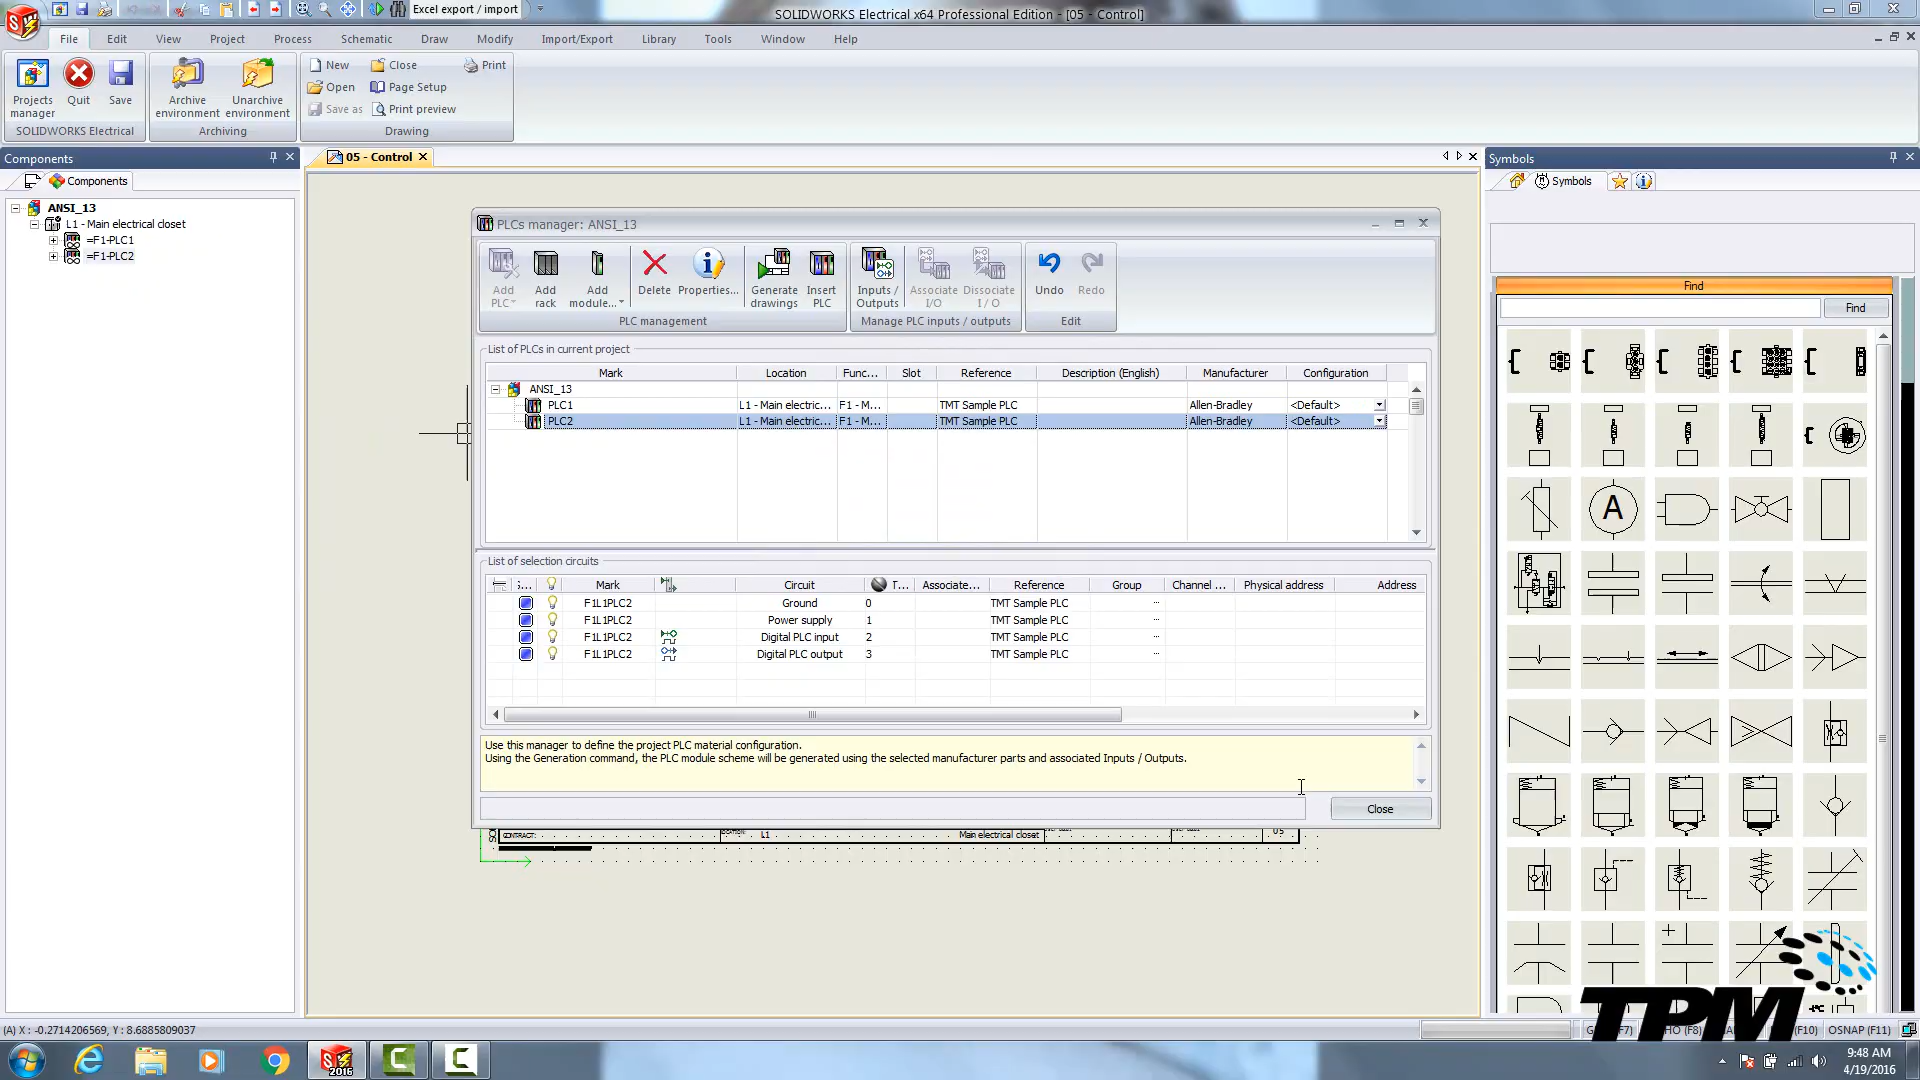 Excel export / import
SOLIDWORKS Electrical x64 Professional Edition - [05 - Control]
File Edit View Project Process Schematic Draw Modify Import/Export Library Tools Window Help
Projects manager Quit Save
Archive environment Unarchive environment
New Close Print
Open Page Setup
Save as Print preview
SOLIDWORKS Electrical Archiving Drawing
Components
05 - Control
Symbols
Components
Symbols
ANSI_13
L1 - Main electrical closet
=F1-PLC1
=F1-PLC2
PLCs manager: ANSI_13
Add PLC Add rack Add module... Delete Properties... Generate drawings Insert PLC Inputs / Outputs Associate I/O Dissociate I / O Undo Redo
PLC management Manage PLC inputs / outputs Edit
Find
Find
List of PLCs in current project
Mark Location Func... Slot Reference Description (English) Manufacturer Configuration
ANSI_13
PLC1 L1 - Main electric... F1 - M... TMT Sample PLC Allen-Bradley <Default>
PLC2 L1 - Main electric... F1 - M... TMT Sample PLC Allen-Bradley <Default>
A
List of selection circuits
:... Mark Circuit T... Associate... Reference Group Channel ... Physical address Address
F1L1PLC2 Ground 0 TMT Sample PLC ...
F1L1PLC2 Power supply 1 TMT Sample PLC ...
F1L1PLC2 Digital PLC input 2 TMT Sample PLC ...
F1L1PLC2 Digital PLC output 3 TMT Sample PLC ...
Use this manager to define the project PLC material configuration.
Using the Generation command, the PLC module scheme will be generated using the selected manufacturer parts and associated Inputs / Outputs.
Close
CONTRACT: L1 Main electrical closet 05
TPM
(A) X : -0.2714206569, Y : 8.6885809037
(F10) OSNAP (F11)
2016
9:48 AM
4/19/2016